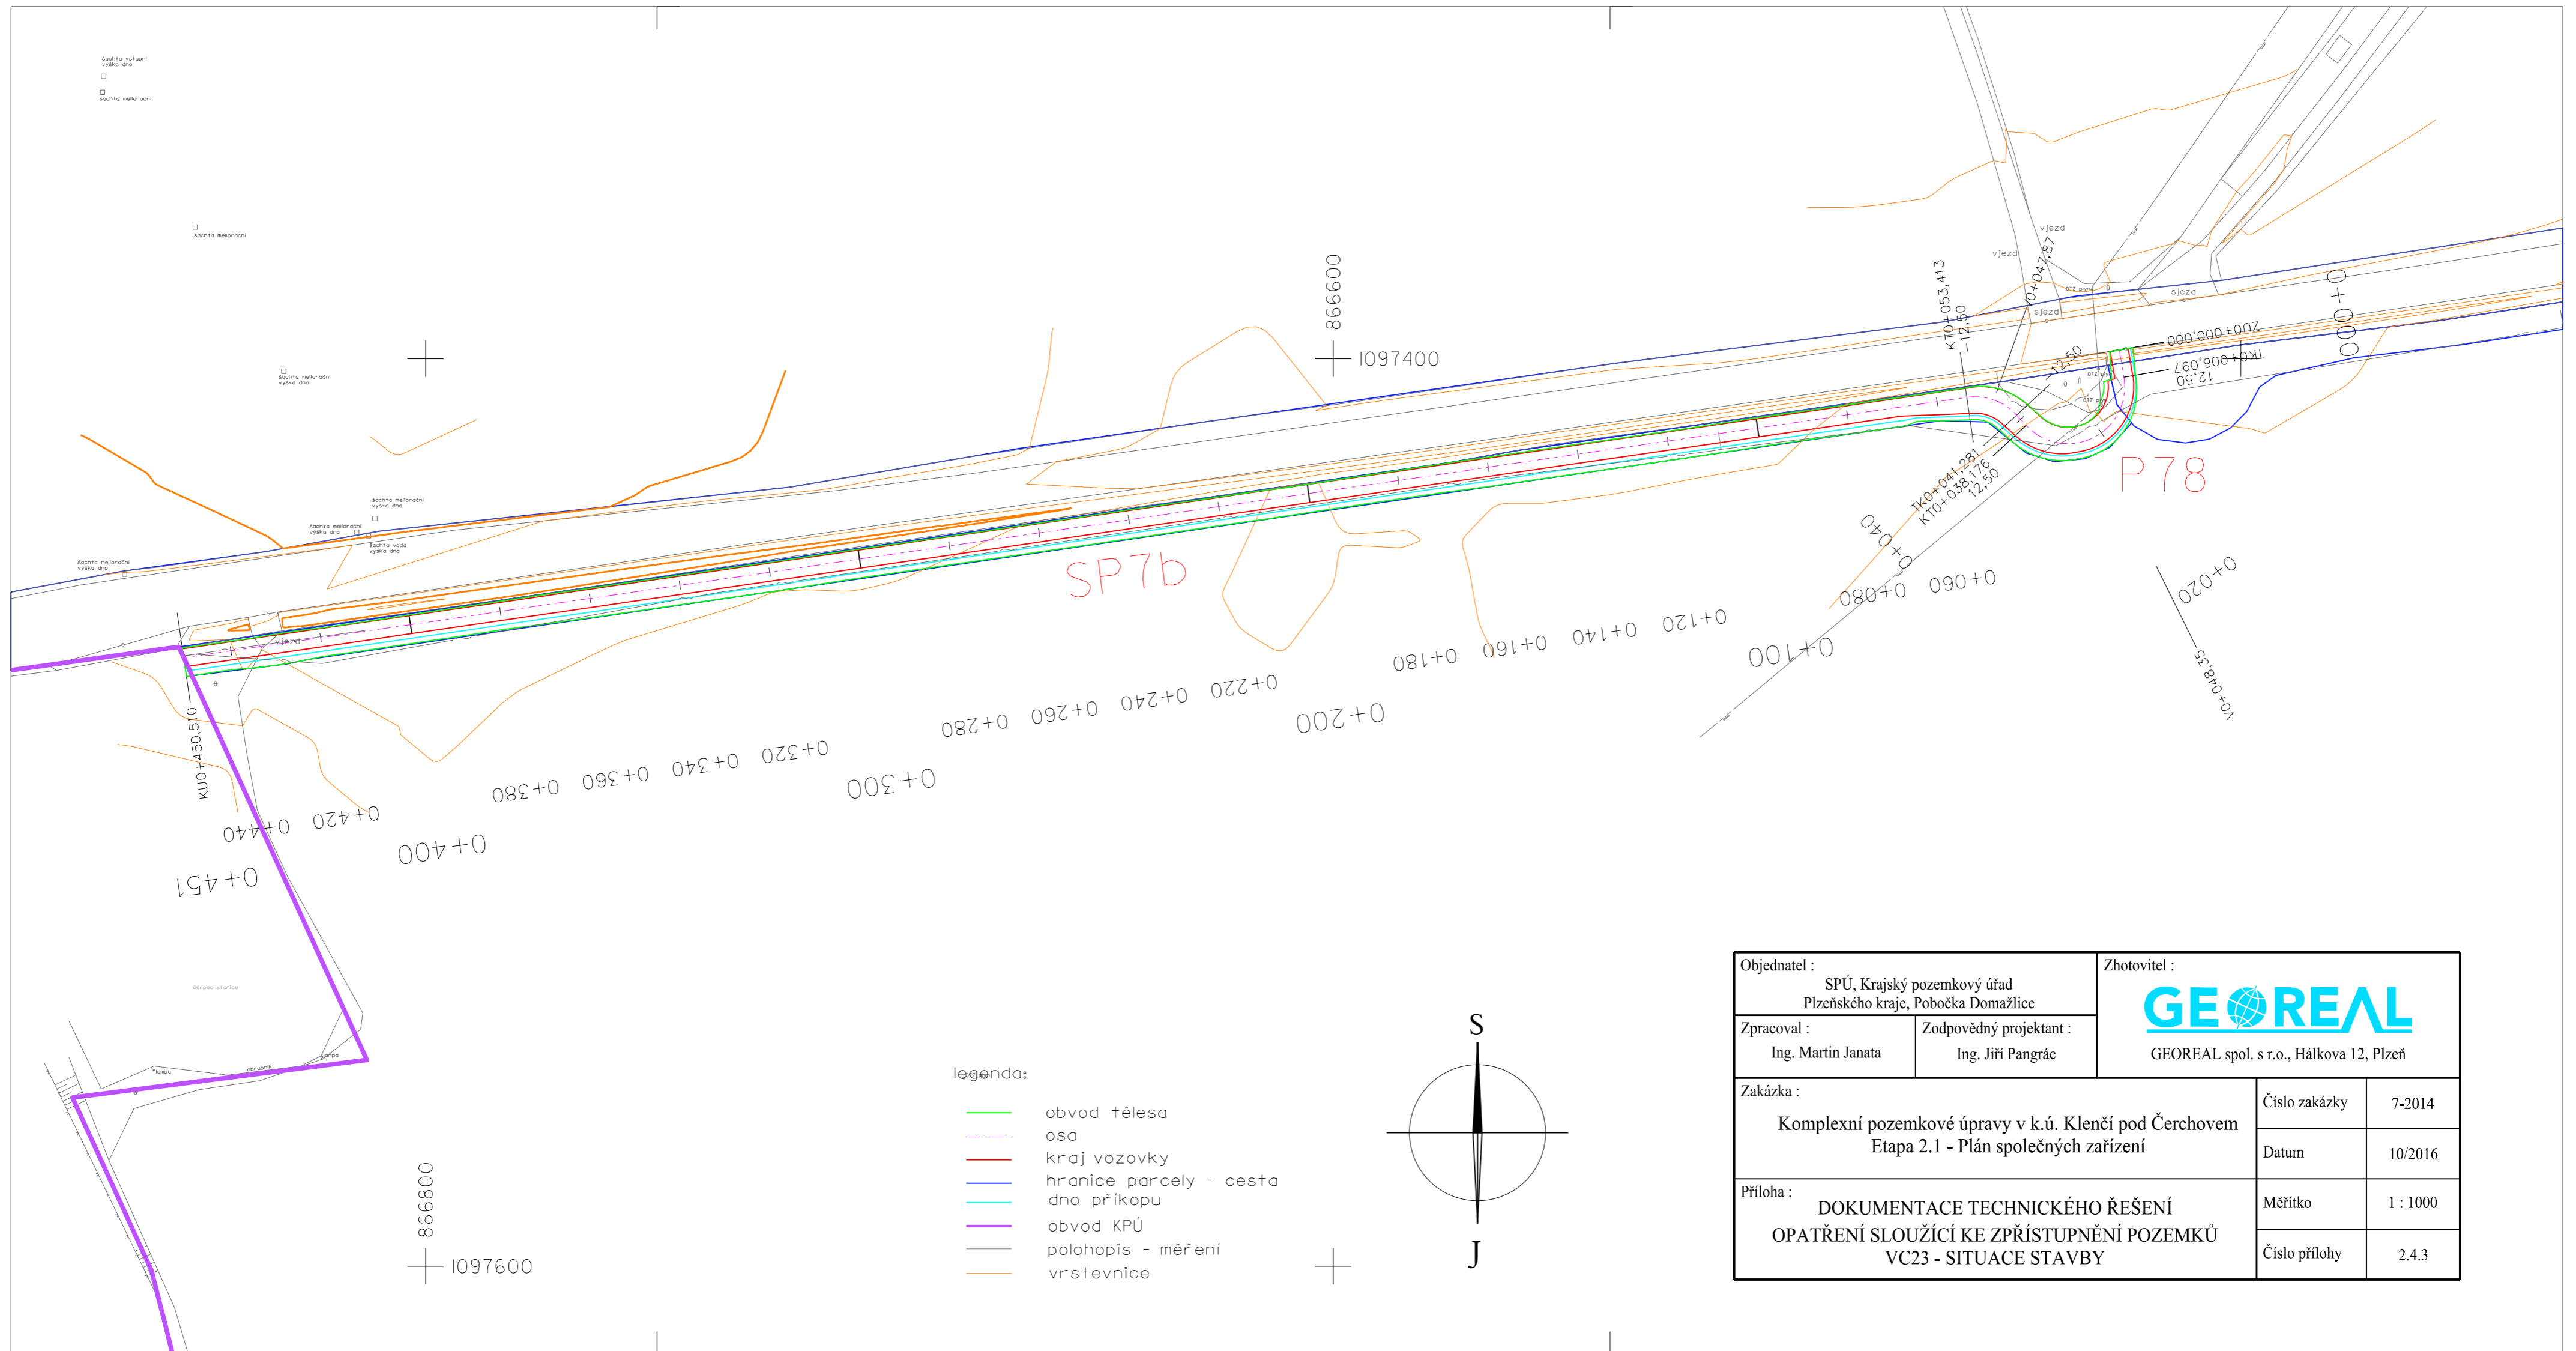 šachta vstupní
výška dno
šachta meliorační
šachta meliorační
šachta meliorační
výška dno
šachta meliorační
výška dno
šachta meliorační
výška dno
šachta voda
výška dno
šachta meliorační
výška dno
866600
1097400
vjezd
vjezd
KT0+053,413
-12,50
V0+047,87
OTZ plynu
sjezd
sjezd
0+000
ZU0+000,000
TK0+006,097
12,50
-12,50
P78
TK0+041,281
KT0+038,176
12,50
SP7b
vjezd
KU0+450,510
0+020
V0+048,35
0+040
0+060
0+080
0+100
0+120
0+140
0+160
0+180
0+200
0+220
0+240
0+260
0+280
0+300
0+320
0+340
0+360
0+380
0+400
0+420
0+440
0+451
čerpací stanice
lampa
lampa
obrubník
866800
1097600
legenda:
obvod tělesa
osa
kraj vozovky
hranice parcely - cesta
dno příkopu
obvod KPÚ
polohopis - měření
vrstevnice
S
J
Objednatel :
SPÚ, Krajský pozemkový úřad
Plzeňského kraje, Pobočka Domažlice
Zhotovitel :
GEOREAL
GEOREAL spol. s r.o., Hálkova 12, Plzeň
Zpracoval :
Ing. Martin Janata
Zodpovědný projektant :
Ing. Jiří Pangrác
Zakázka :
Komplexní pozemkové úpravy v k.ú. Klenčí pod Čerchovem
Etapa 2.1 - Plán společných zařízení
Číslo zakázky 7-2014
Datum 10/2016
Příloha :
DOKUMENTACE TECHNICKÉHO ŘEŠENÍ
OPATŘENÍ SLOUŽÍCÍ KE ZPŘÍSTUPNĚNÍ POZEMKŮ
VC23 - SITUACE STAVBY
Měřítko 1 : 1000
Číslo přílohy 2.4.3